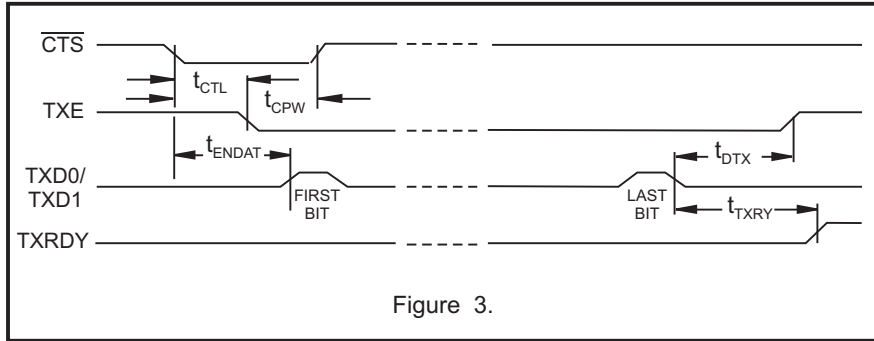 CTS
tCTL
tCPW
TXE
tENDAT
tDTX
TXD0/
TXD1
FIRST
BIT
LAST
BIT
tTXRY
TXRDY
Figure 3.